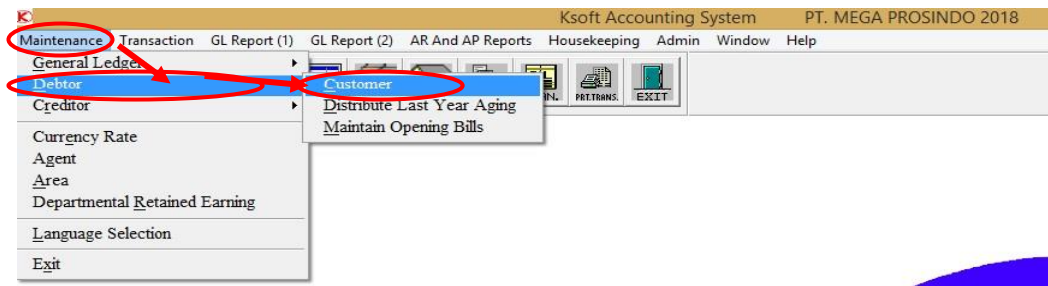 Ksoft Accounting System PT. MEGA PROSINDO 2018
Maintenance Transaction GL Report (1) GL Report (2) AR And AP Reports Housekeeping Admin Window Help
General Ledger
Debtor
Creditor
Currency Rate
Agent
Area
Departmental Retained Earning
Language Selection
Exit
Customer
Distribute Last Year Aging
Maintain Opening Bills
PRT.TRANS. EXIT